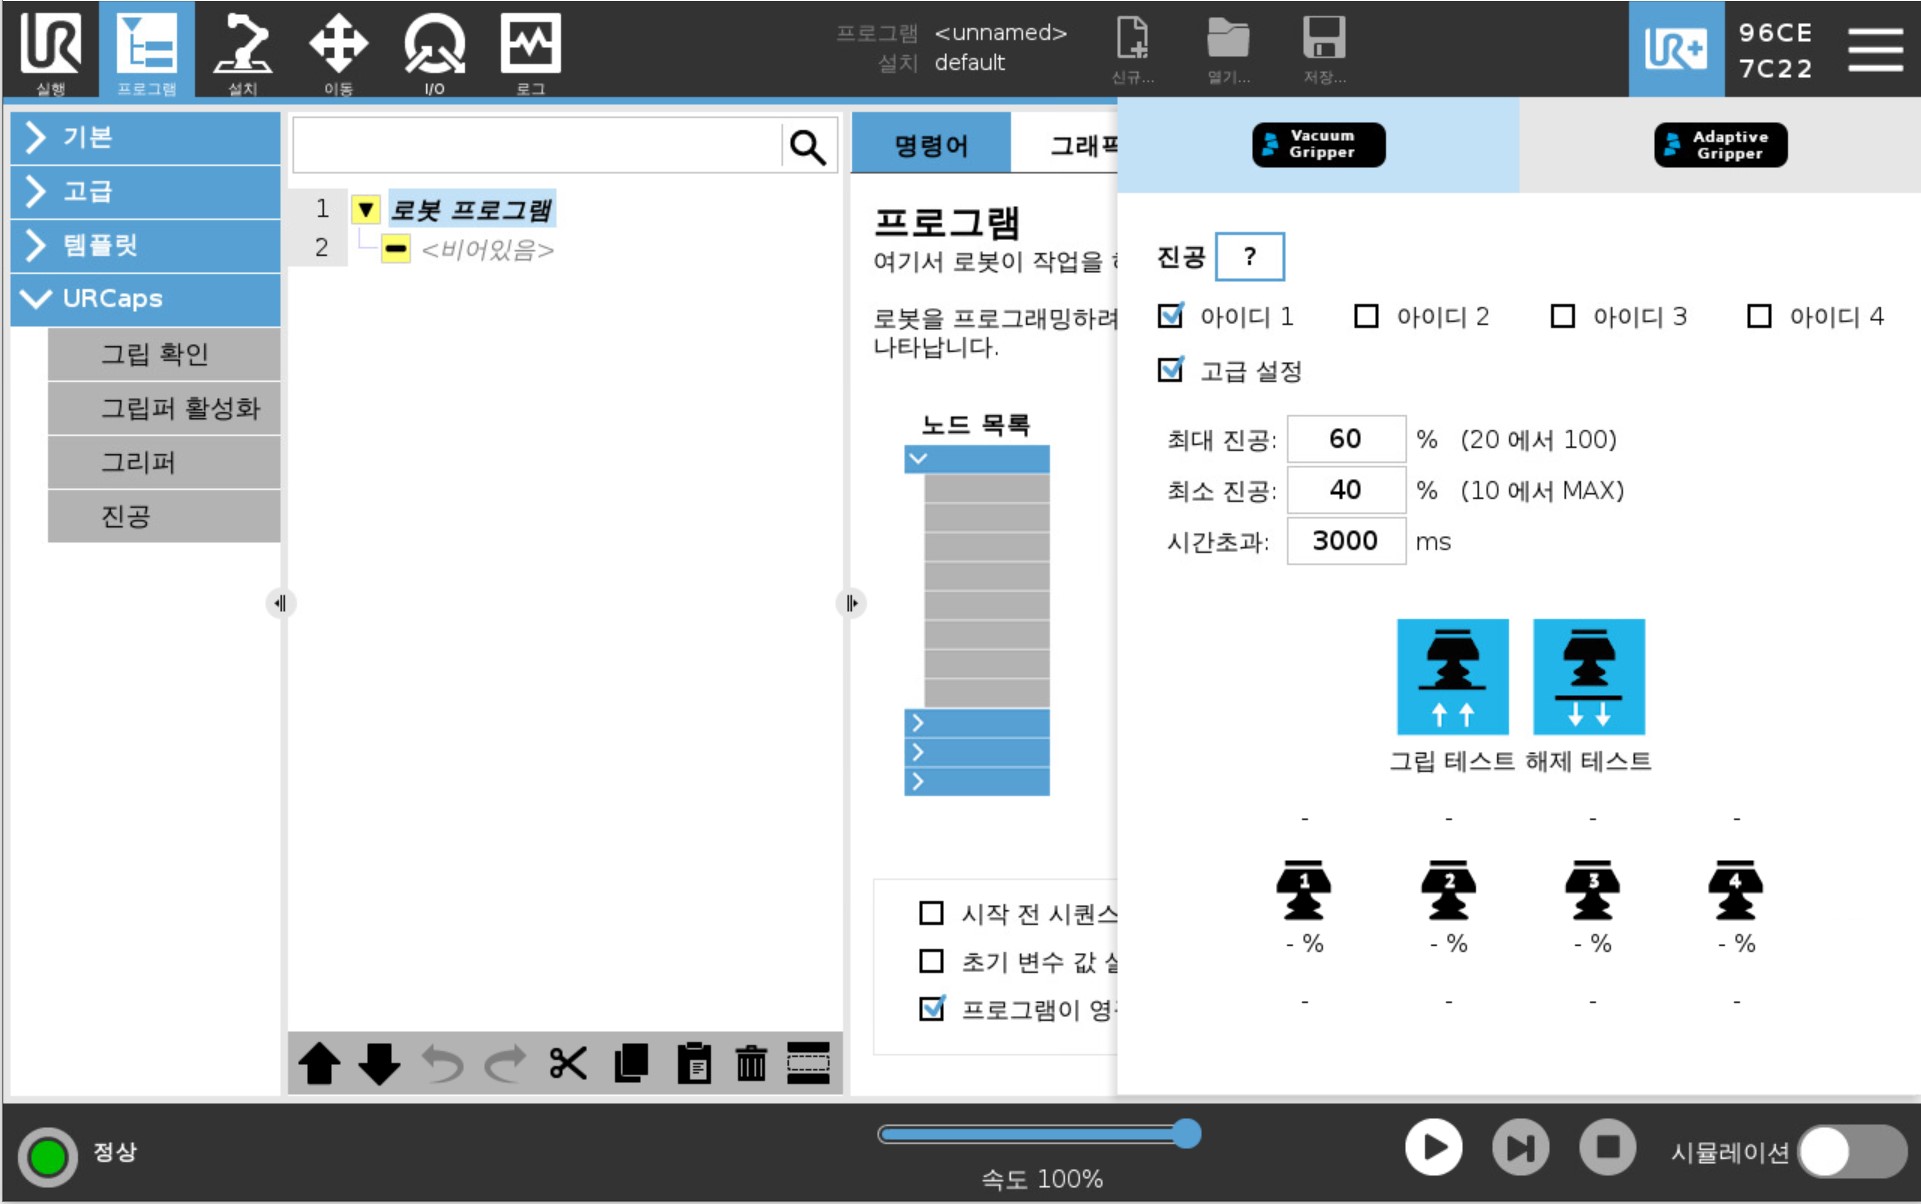 실행
프로그램
설치
이동
I/O
로그
프로그램 <unnamed>
설치 default
신규...
열기...
저장...
UR+
96CE
7C22
기본
고급
템플릿
URCaps
그립 확인
그립퍼 활성화
그리퍼
진공
1 로봇 프로그램
2 <비어있음>
명령어
그래픽
프로그램
여기서 로봇이 작업을
로봇을 프로그래밍하려
나타납니다.
노드 목록
시작 전 시퀀스
초기 변수 값
프로그램이
Vacuum
Gripper
Adaptive
Gripper
진공 ?
아이디 1 아이디 2 아이디 3 아이디 4
고급 설정
최대 진공: 60 % (20 에서 100)
최소 진공: 40 % (10 에서 MAX)
시간초과: 3000 ms
그립 테스트 해제 테스트
- - - -
1 2 3 4
- % - % - % - %
- - - -
정상
속도 100%
시뮬레이션